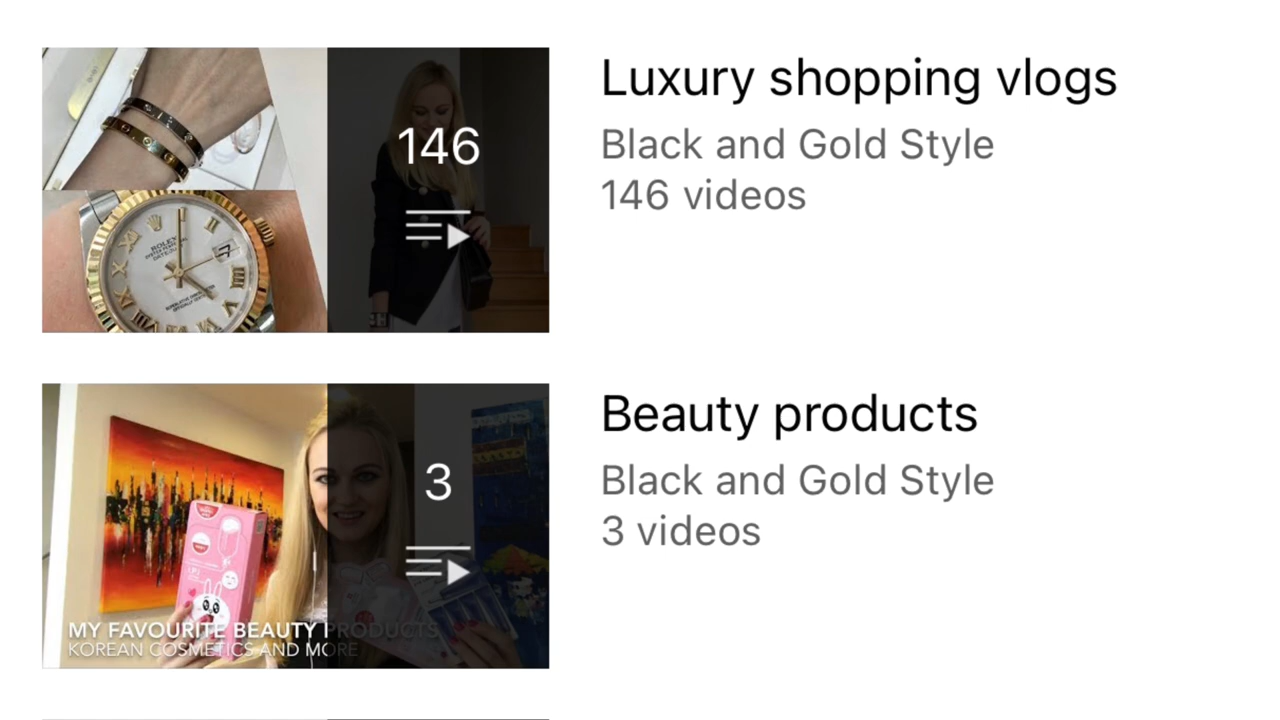 146
Luxury shopping vlogs
Black and Gold Style
146 videos
ROLEX
3
MY FAVOURITE BEAUTY PRODUCTS
KOREAN COSMETICS AND MORE
Beauty products
Black and Gold Style
3 videos